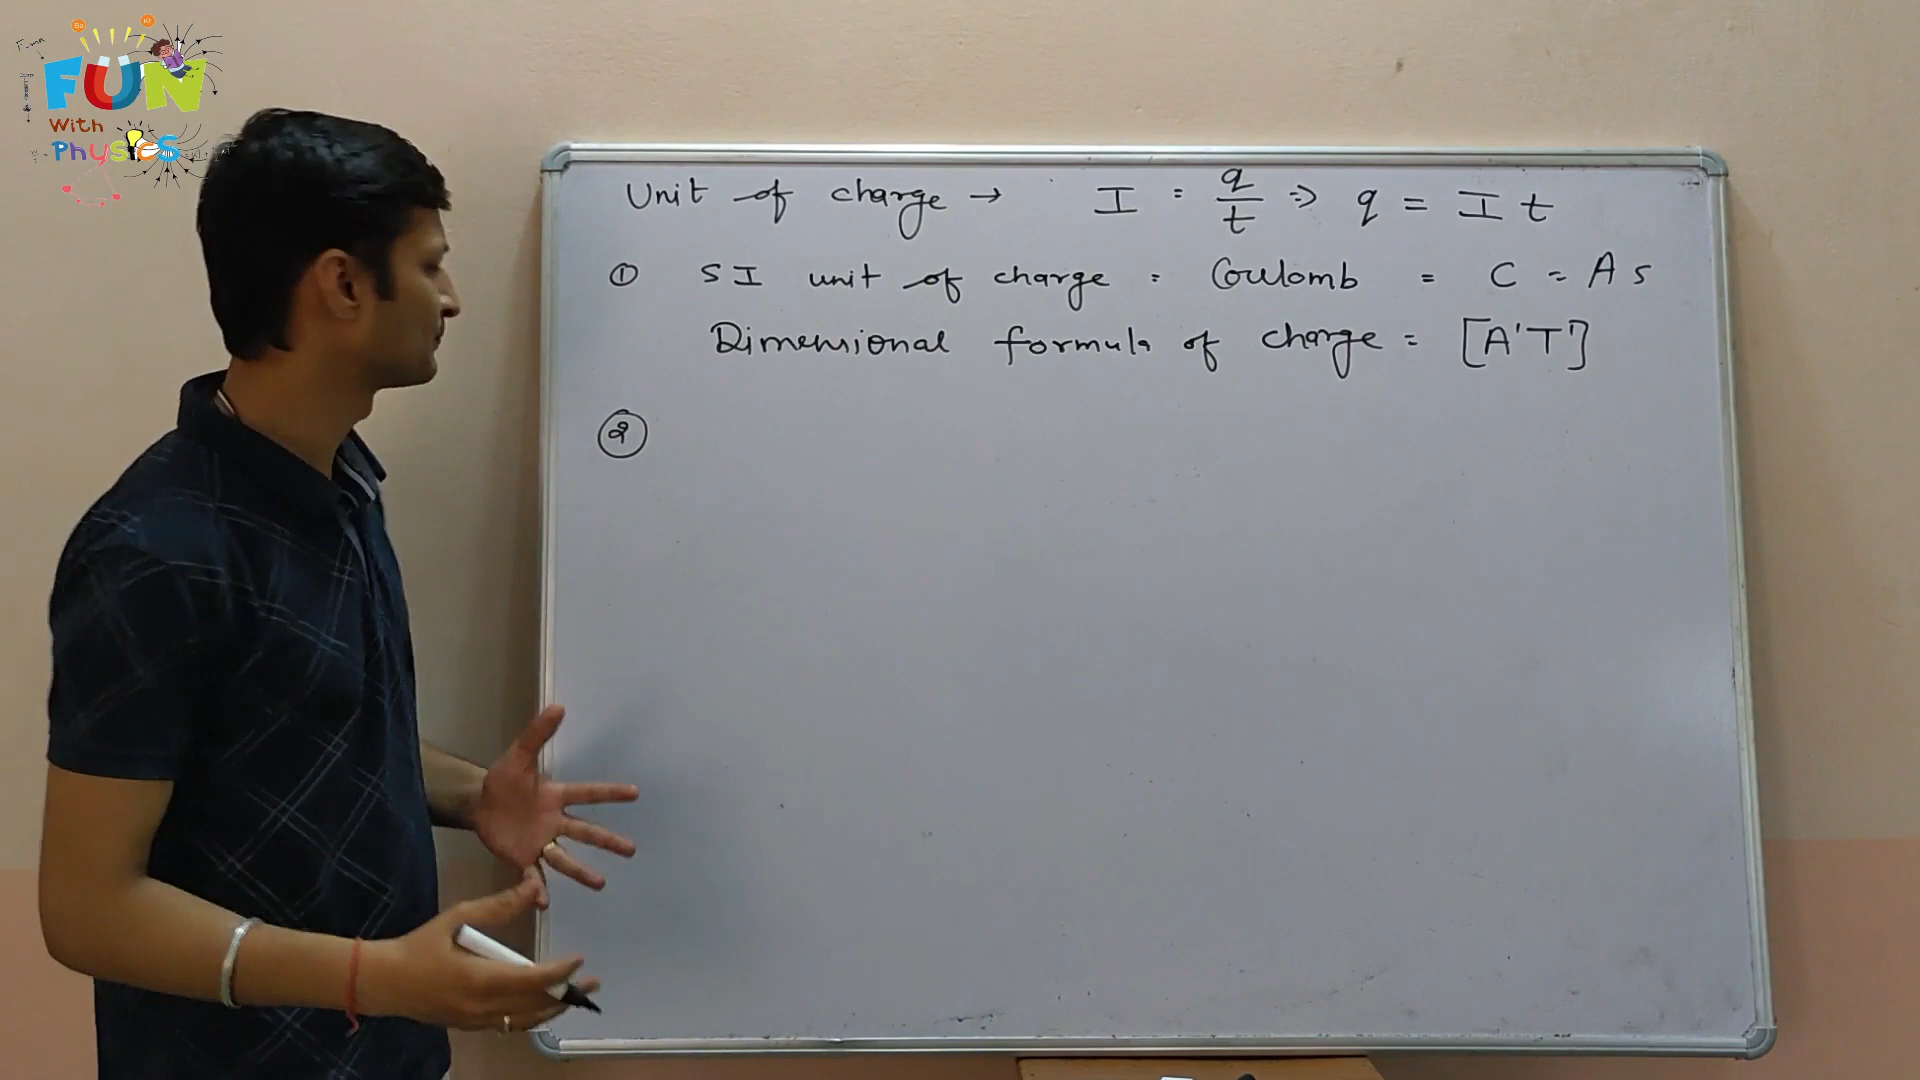 FUN
With
Physics
Unit of charge → I = q/t ⇒ q = I t
① SI unit of charge = Coulomb = C = A s
Dimensional formula of charge = [A¹T¹]
②